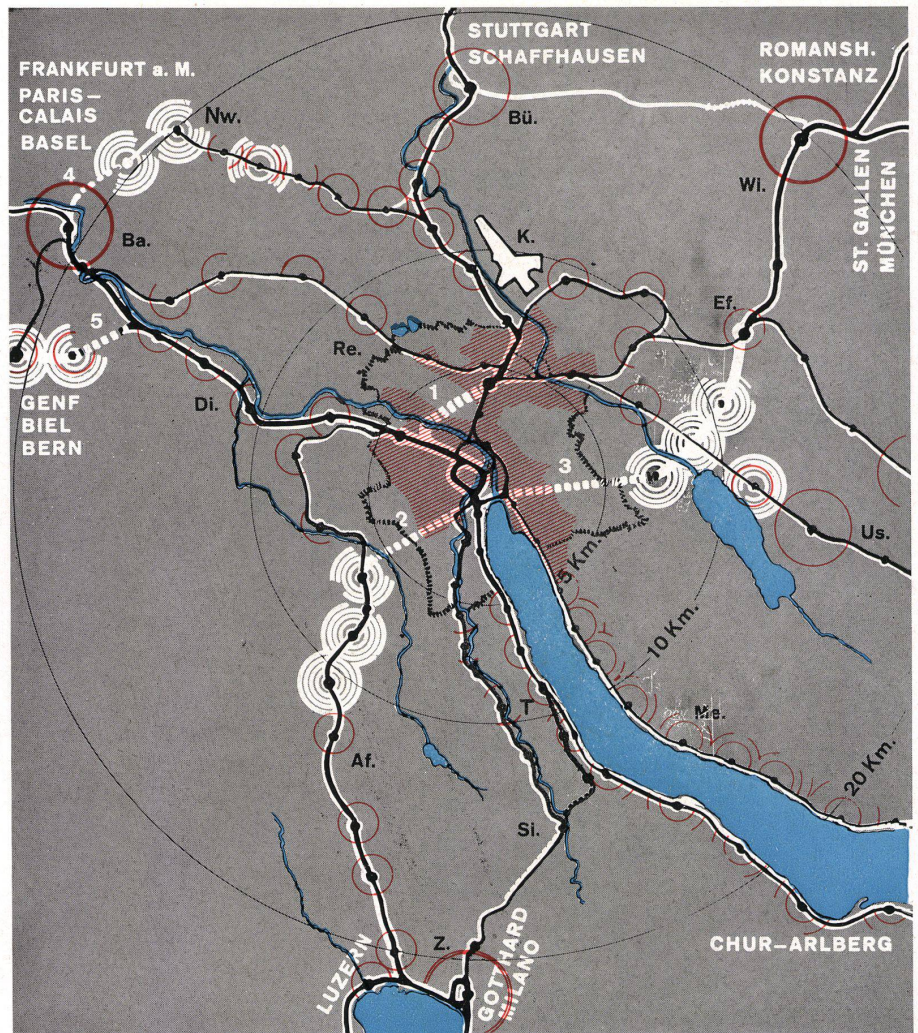 STUTTGART
SCHAFFHAUSEN
ROMANSH.
KONSTANZ
FRANKFURT a. M.
PARIS–
CALAIS
BASEL
Nw.
Bü.
Wi.
ST. GALLEN
MÜNCHEN
4
Ba.
K.
5
Ef.
Re.
GENF
BIEL
BERN
Di.
1
3
2
Us.
5 Km.
10 Km.
T
Me.
20 Km.
Af.
Si.
Z.
LUZERN
GOTTHARD
MILANO
CHUR–ARLBERG